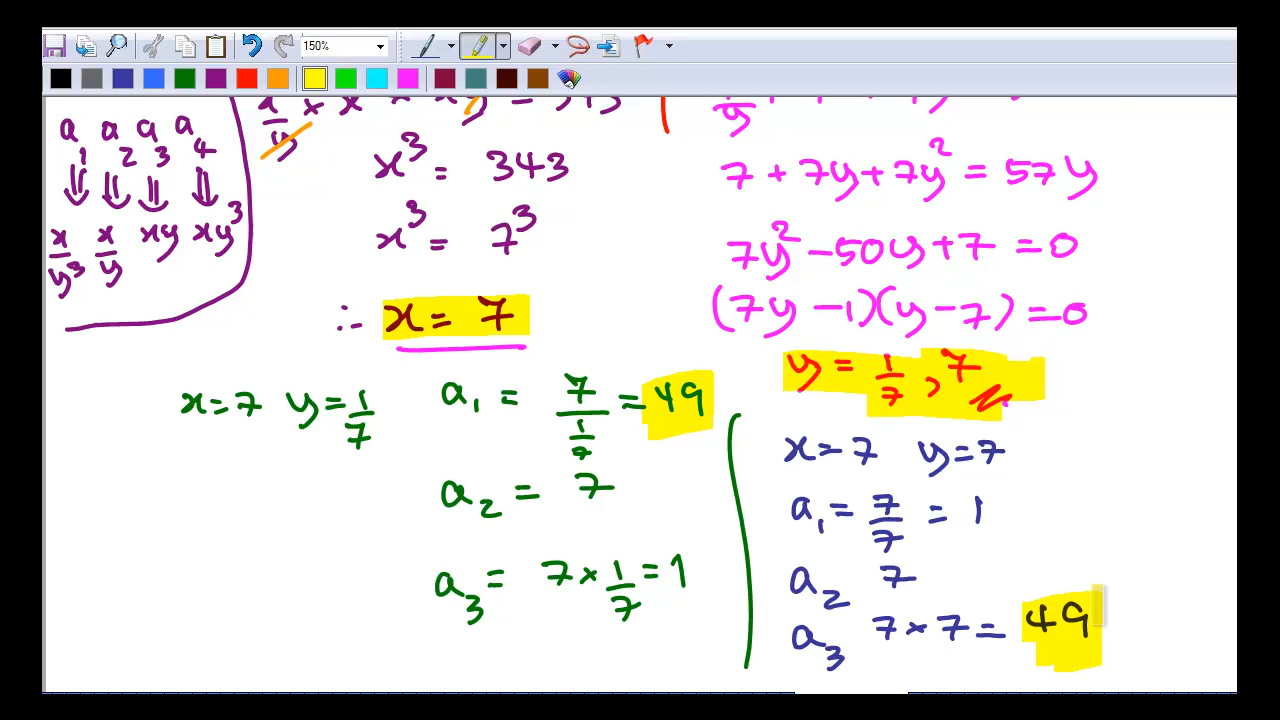 150%
a₁ a₂ a₃ a₄
⇓ ⇓ ⇓ ⇓
x/y³ x/y xy xy³
x/y × x × xy = 343
x³ = 343
x³ = 7³
∴ x = 7
7 + 7y + 7y² = 57y
7y² - 50y + 7 = 0
(7y - 1)(y - 7) = 0
y = 1/7, 7
x = 7 y = 1/7
a₁ = 7/(1/7) = 49
a₂ = 7
a₃ = 7 × 1/7 = 1
x = 7 y = 7
a₁ = 7/7 = 1
a₂ 7
a₃ 7 × 7 = 49